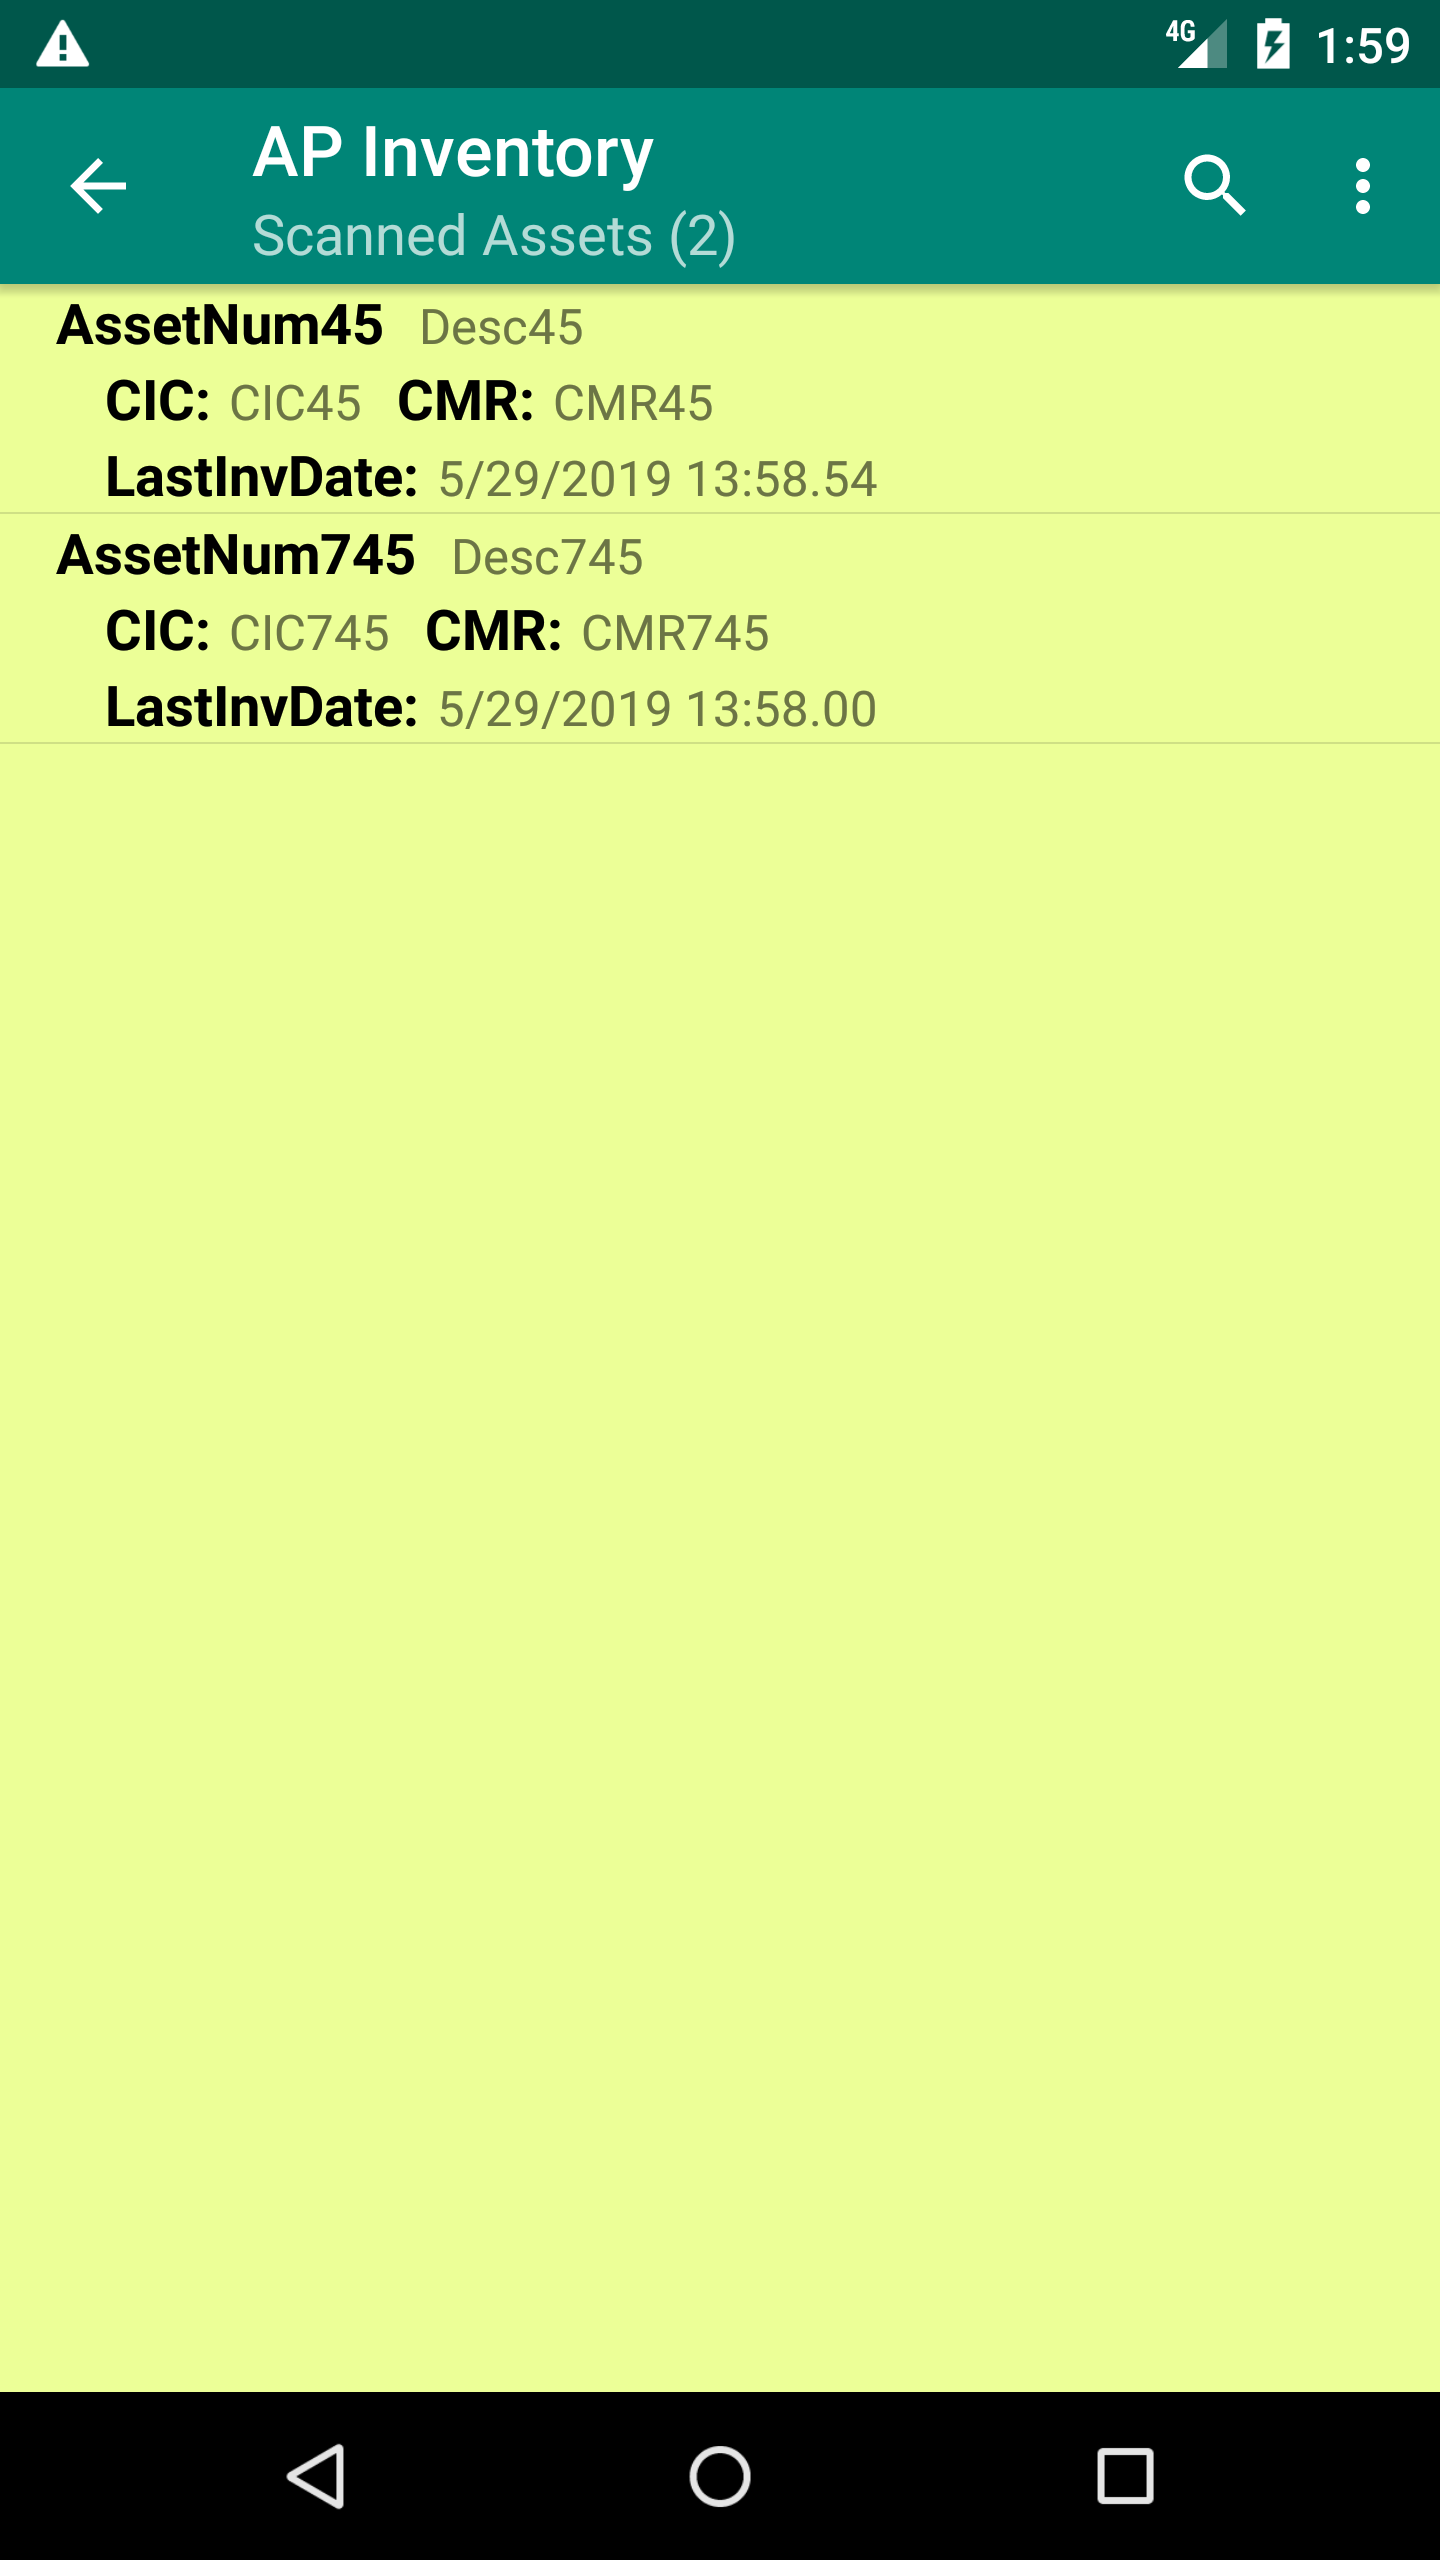 4G 1:59
AP Inventory
Scanned Assets (2)
AssetNum45 Desc45
CIC: CIC45 CMR: CMR45
LastInvDate: 5/29/2019 13:58.54
AssetNum745 Desc745
CIC: CIC745 CMR: CMR745
LastInvDate: 5/29/2019 13:58.00